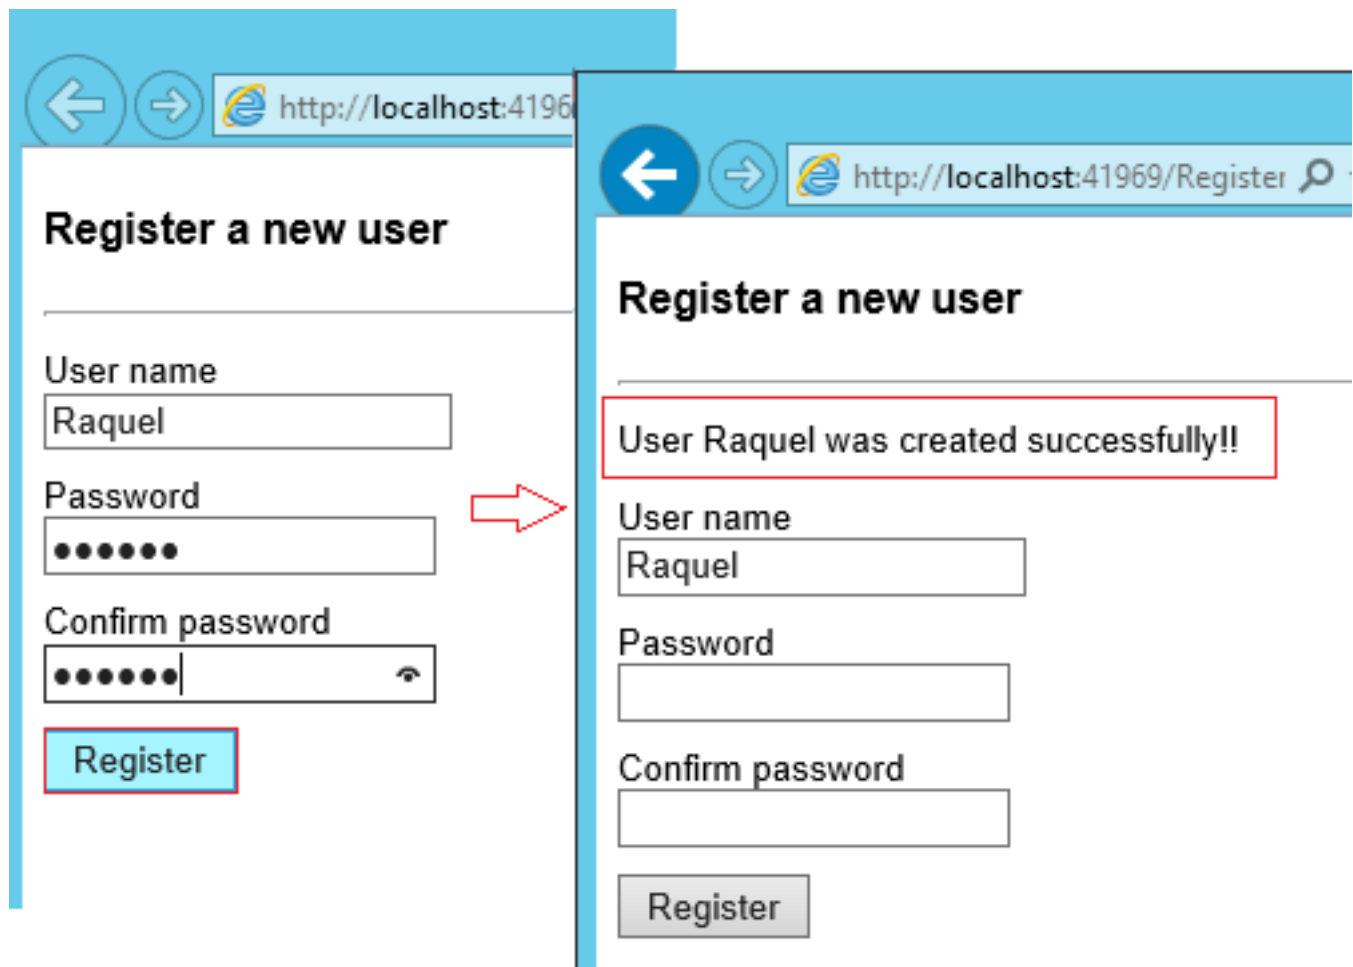 http://localhost:4196
Register a new user
User name
Raquel
Password
••••••
Confirm password
••••••
Register
http://localhost:41969/Register
Register a new user
User Raquel was created successfully!!
User name
Raquel
Password
Confirm password
Register